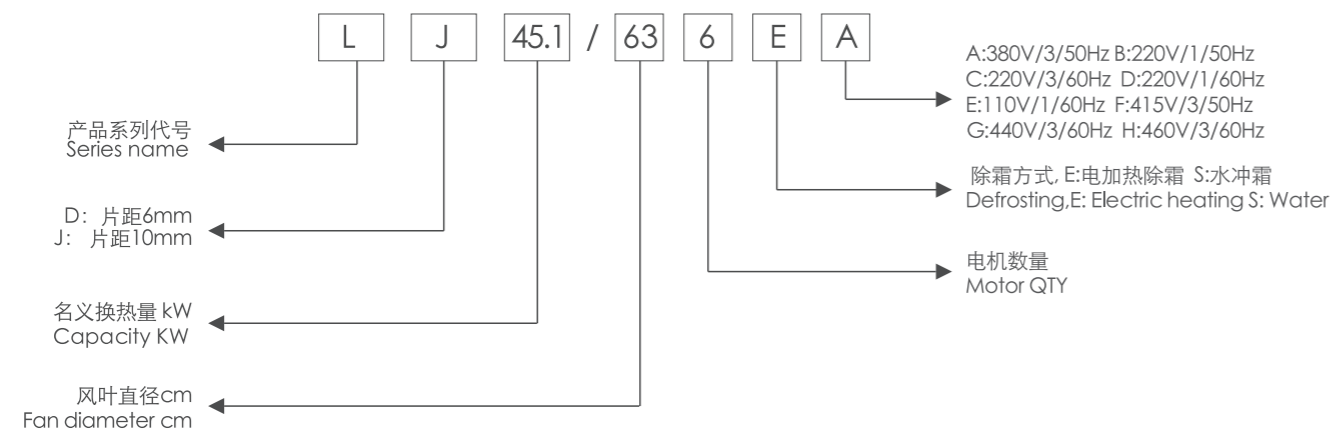 L J 45.1 / 63 6 E A
A:380V/3/50Hz B:220V/1/50Hz
C:220V/3/60Hz D:220V/1/60Hz
E:110V/1/60Hz F:415V/3/50Hz
G:440V/3/60Hz H:460V/3/60Hz
产品系列代号
Series name
除霜方式, E:电加热除霜 S:水冲霜
Defrosting,E: Electric heating S: Water
D: 片距6mm
J: 片距10mm
电机数量
Motor QTY
名义换热量 kW
Capacity KW
风叶直径cm
Fan diameter cm